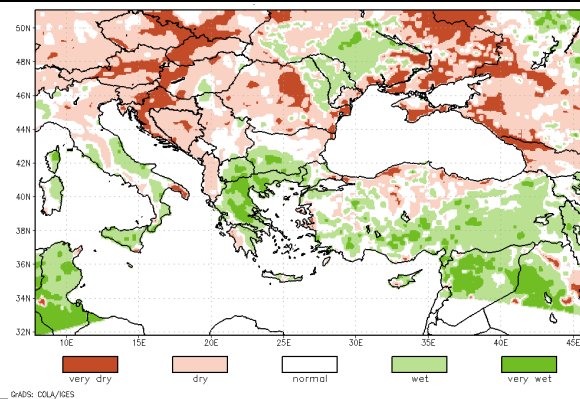 50N
48N
46N
44N
42N
40N
38N
36N
34N
32N
10E 15E 20E 25E 30E 35E 40E 45E
very dry dry normal wet very wet
GrADS: COLA/IGES